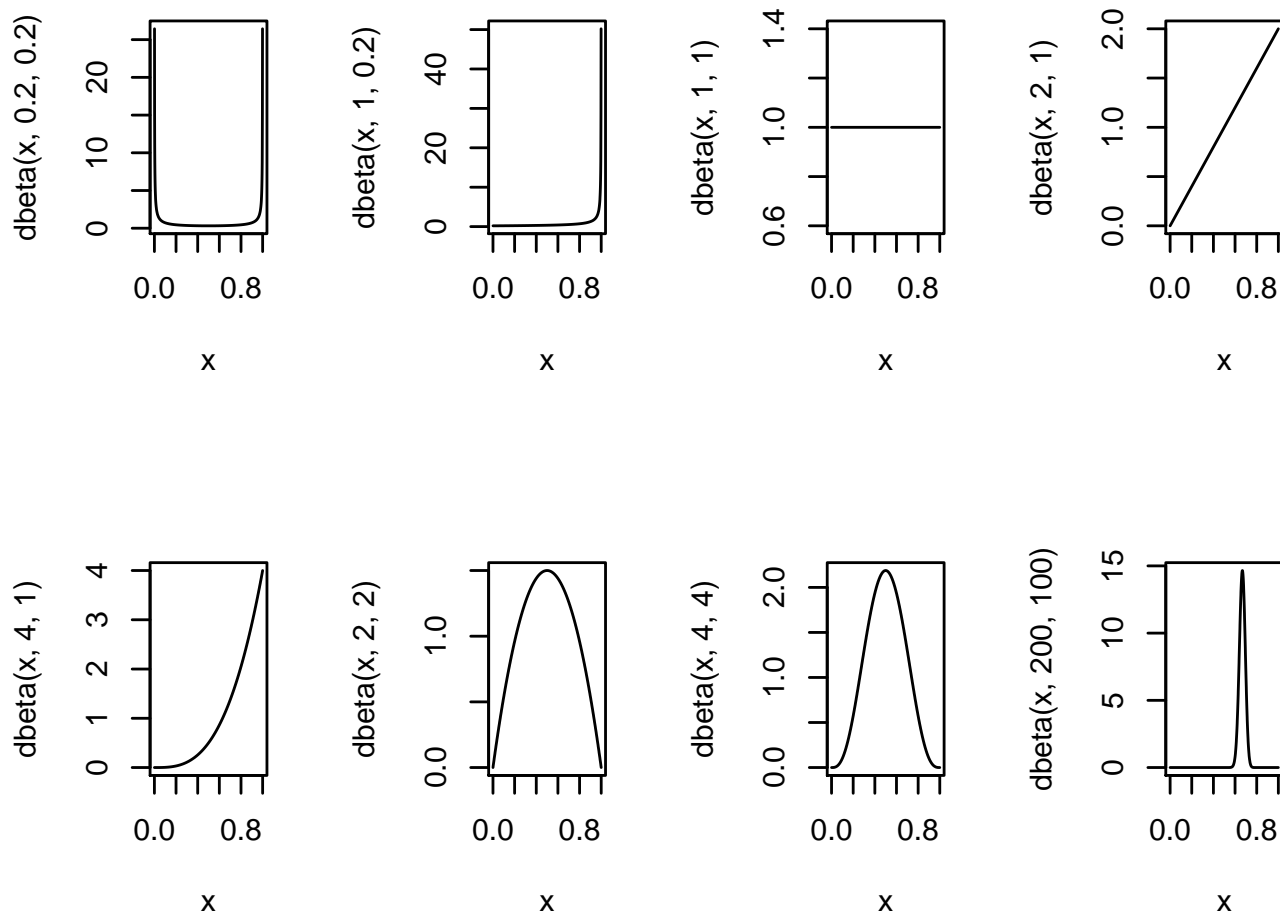 dbeta(x, 0.2, 0.2)
0 10 20
0.0 0.8
x
dbeta(x, 1, 0.2)
0 20 40
0.0 0.8
x
dbeta(x, 1, 1)
0.6 1.0 1.4
0.0 0.8
x
dbeta(x, 2, 1)
0.0 1.0 2.0
0.0 0.8
x
dbeta(x, 4, 1)
0 1 2 3 4
0.0 0.8
x
dbeta(x, 2, 2)
0.0 1.0
0.0 0.8
x
dbeta(x, 4, 4)
0.0 1.0 2.0
0.0 0.8
x
dbeta(x, 200, 100)
0 5 10 15
0.0 0.8
x